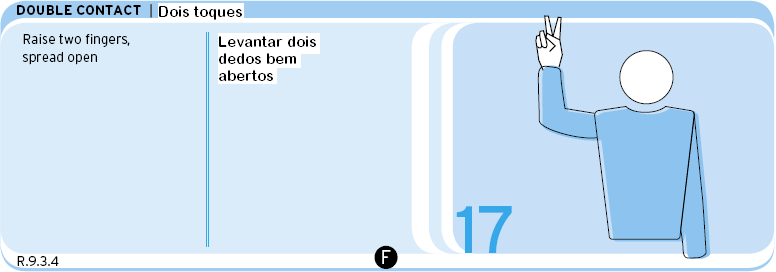 DOUBLE CONTACT | Dois toques
Raise two fingers,
spread open
Levantar dois
dedos bem
abertos
17
R.9.3.4
F